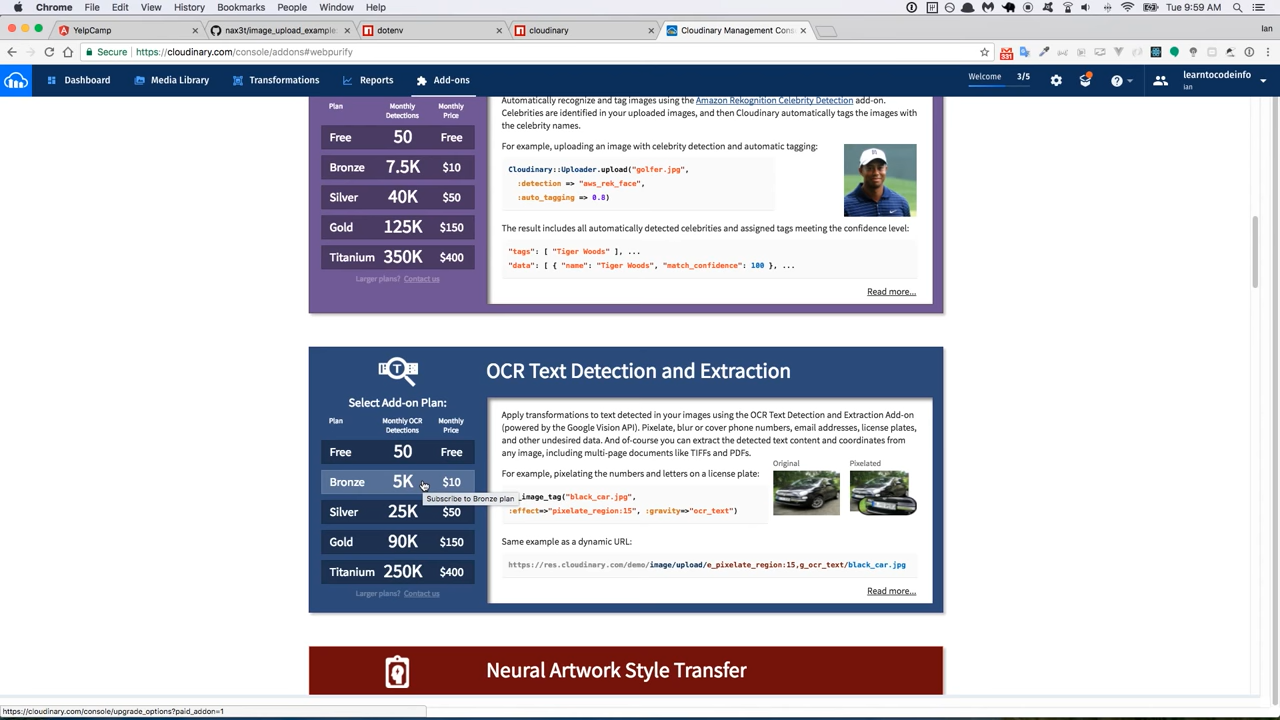 Chrome File Edit View History Bookmarks People Window Help
Tue 9:59 AM
YelpCamp
nax3t/image_upload_example
dotenv
cloudinary
Cloudinary Management Cons
Ian
Secure https://cloudinary.com/console/addons#webpurify
Dashboard Media Library Transformations Reports Add-ons
Welcome 3/5
learntocodeinfo
ian
Plan Monthly Detections Monthly Price
Free 50 Free
Bronze 7.5K $10
Silver 40K $50
Gold 125K $150
Titanium 350K $400
Larger plans? Contact us
Automatically recognize and tag images using the Amazon Rekognition Celebrity Detection add-on.
Celebrities are identified in your uploaded images, and then Cloudinary automatically tags the images with
the celebrity names.
For example, uploading an image with celebrity detection and automatic tagging:
Cloudinary::Uploader.upload("golfer.jpg",
:detection => "aws_rek_face",
:auto_tagging => 0.8)
The result includes all automatically detected celebrities and assigned tags meeting the confidence level:
"tags": [ "Tiger Woods" ], ...
"data": [ { "name": "Tiger Woods", "match_confidence": 100 }, ...
Read more...
OCR Text Detection and Extraction
Select Add-on Plan:
Plan Monthly OCR Detections Monthly Price
Free 50 Free
Bronze 5K $10
Subscribe to Bronze plan
Silver 25K $50
Gold 90K $150
Titanium 250K $400
Larger plans? Contact us
Apply transformations to text detected in your images using the OCR Text Detection and Extraction Add-on
(powered by the Google Vision API). Pixelate, blur or cover phone numbers, email addresses, license plates,
and other undesired data. And of-course you can extract the detected text content and coordinates from
any image, including multi-page documents like TIFFs and PDFs.
Original Pixelated
For example, pixelating the numbers and letters on a license plate:
_image_tag("black_car.jpg",
:effect=>"pixelate_region:15", :gravity=>"ocr_text")
Same example as a dynamic URL:
https://res.cloudinary.com/demo/image/upload/e_pixelate_region:15,g_ocr_text/black_car.jpg
Read more...
Neural Artwork Style Transfer
https://cloudinary.com/console/upgrade_options?paid_addon=1